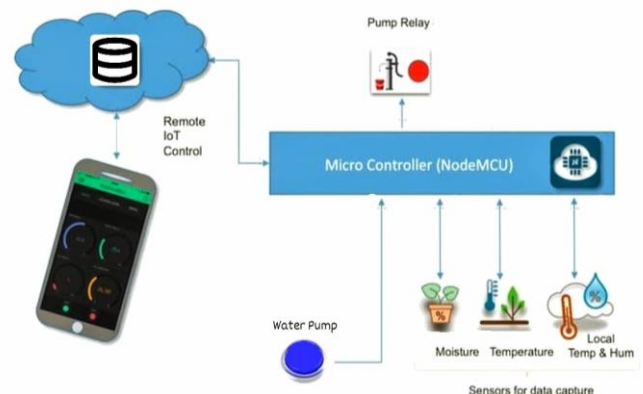 Pump Relay
Remote
IoT
Control
Micro Controller (NodeMCU)
Water Pump
Moisture
Temperature
Local
Temp & Hum
Sensors for data capture